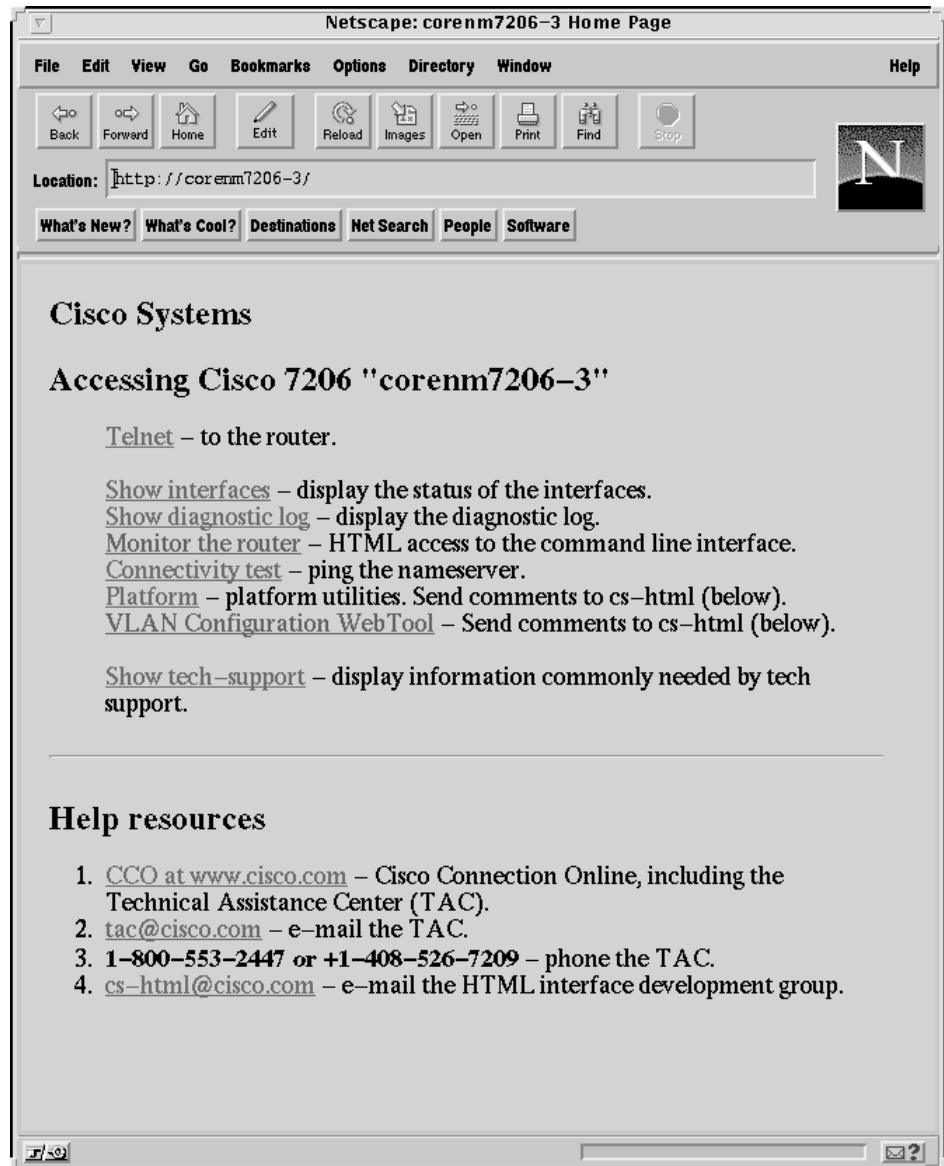 Netscape: corenm7206-3 Home Page
File Edit View Go Bookmarks Options Directory Window Help
Back Forward Home Edit Reload Images Open Print Find Stop
N
Location: http://corenm7206-3/
What's New? What's Cool? Destinations Net Search People Software
Cisco Systems
Accessing Cisco 7206 "corenm7206-3"
Telnet - to the router.
Show interfaces - display the status of the interfaces.
Show diagnostic log - display the diagnostic log.
Monitor the router - HTML access to the command line interface.
Connectivity test - ping the nameserver.
Platform - platform utilities. Send comments to cs-html (below).
VLAN Configuration WebTool - Send comments to cs-html (below).
Show tech-support - display information commonly needed by tech
support.
Help resources
1. CCO at www.cisco.com - Cisco Connection Online, including the
Technical Assistance Center (TAC).
2. tac@cisco.com - e-mail the TAC.
3. 1-800-553-2447 or +1-408-526-7209 - phone the TAC.
4. cs-html@cisco.com - e-mail the HTML interface development group.
?